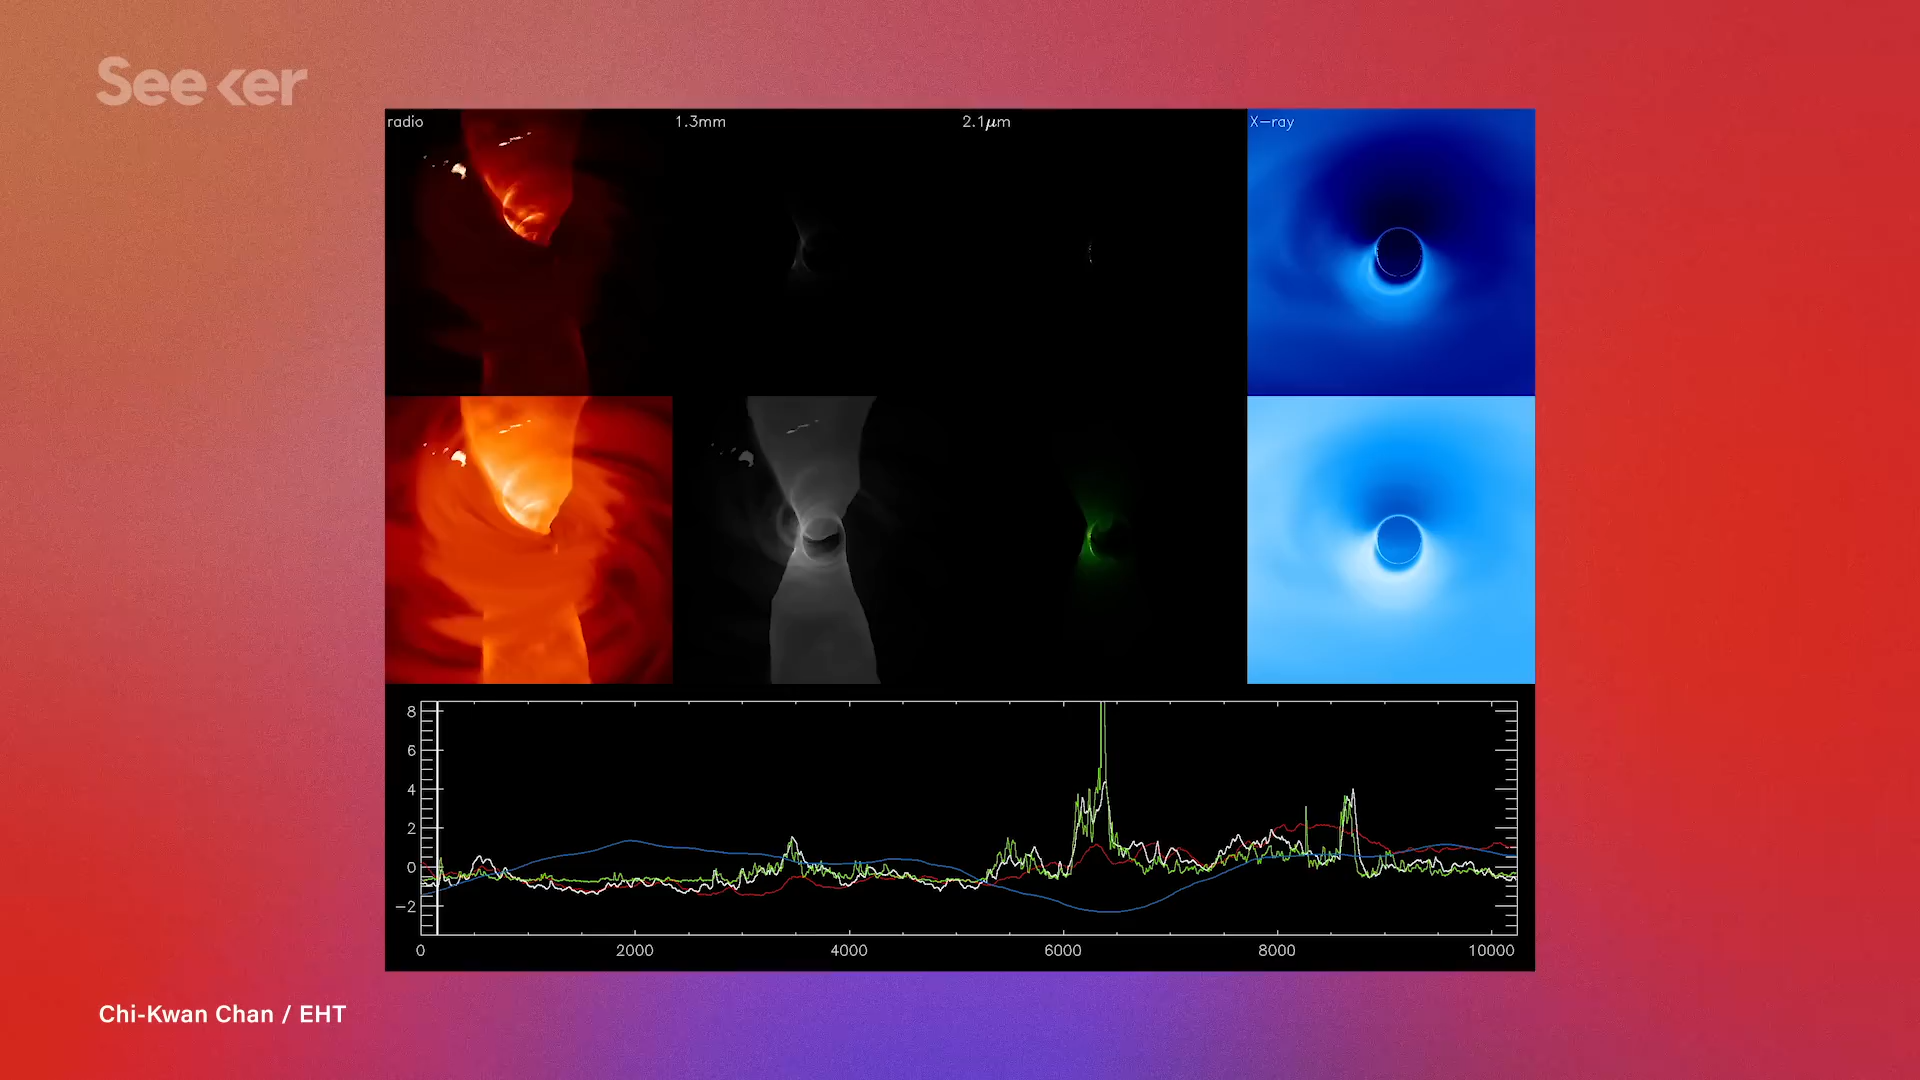 Seeker
radio
1.3mm
2.1μm
X-ray
8
6
4
2
0
-2
0 2000 4000 6000 8000 10000
Chi-Kwan Chan / EHT